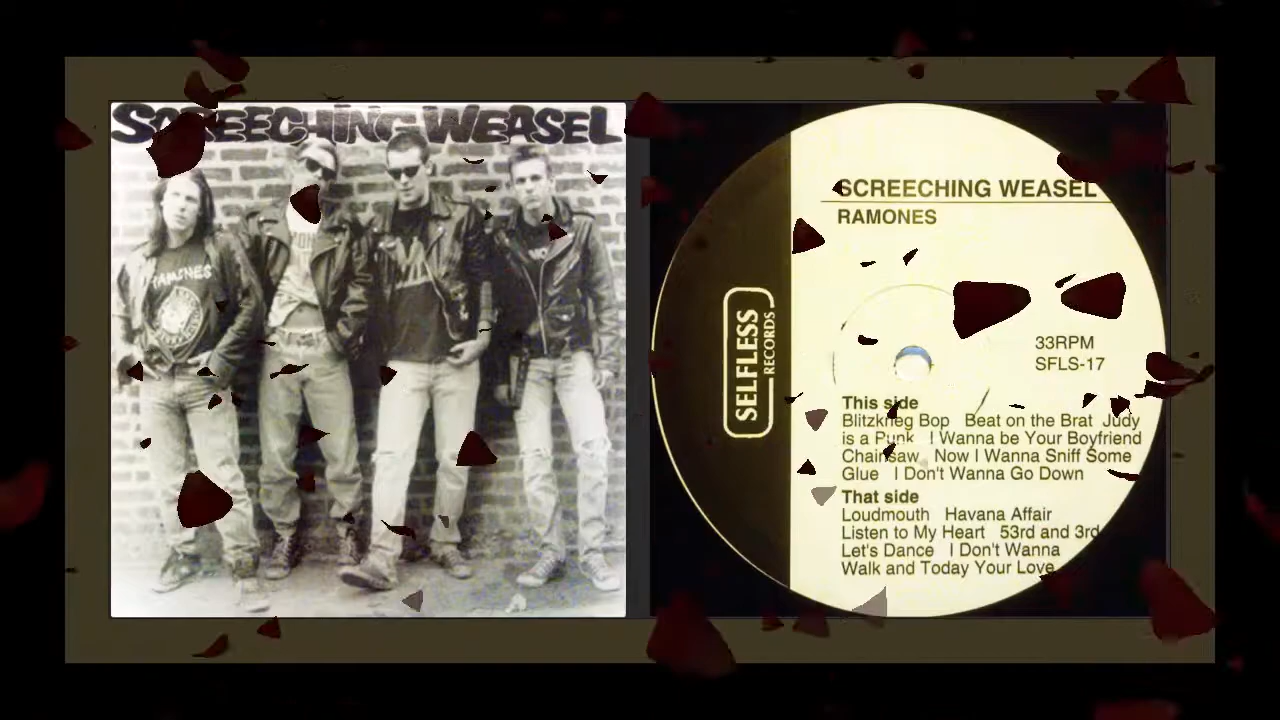 SCREECHING WEASEL
RAMONES
SCREECHING WEASEL
RAMONES
SELFLESS
RECORDS
33RPM
SFLS-17
This side
Blitzkrieg Bop Beat on the Brat Judy
is a Punk I Wanna be Your Boyfriend
Chainsaw Now I Wanna Sniff Some
Glue I Don't Wanna Go Down
That side
Loudmouth Havana Affair
Listen to My Heart 53rd and 3rd
Let's Dance I Don't Wanna
Walk and Today Your Love